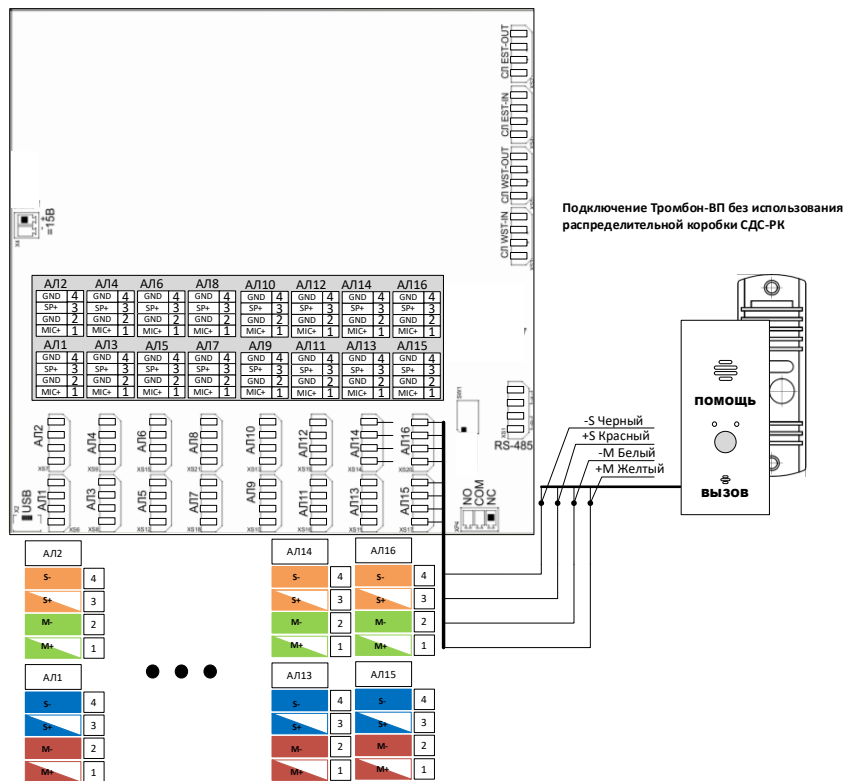 СЛ EST-OUT
СЛ EST-IN
СЛ WST-OUT
СЛ WST-IN
X4
- +
=15В
Подключение Тромбон-ВП без использования
распределительной коробки СДС-РК
АЛ2 АЛ4 АЛ6 АЛ8 АЛ10 АЛ12 АЛ14 АЛ16
GND 4 GND 4 GND 4 GND 4 GND 4 GND 4 GND 4 GND 4
SP+ 3 SP+ 3 SP+ 3 SP+ 3 SP+ 3 SP+ 3 SP+ 3 SP+ 3
GND 2 GND 2 GND 2 GND 2 GND 2 GND 2 GND 2 GND 2
MIC+ 1 MIC+ 1 MIC+ 1 MIC+ 1 MIC+ 1 MIC+ 1 MIC+ 1 MIC+ 1
АЛ1 АЛ3 АЛ5 АЛ7 АЛ9 АЛ11 АЛ13 АЛ15
GND 4 GND 4 GND 4 GND 4 GND 4 GND 4 GND 4 GND 4
SP+ 3 SP+ 3 SP+ 3 SP+ 3 SP+ 3 SP+ 3 SP+ 3 SP+ 3
GND 2 GND 2 GND 2 GND 2 GND 2 GND 2 GND 2 GND 2
MIC+ 1 MIC+ 1 MIC+ 1 MIC+ 1 MIC+ 1 MIC+ 1 MIC+ 1 MIC+ 1
SW1
ПОМОЩЬ
ВЫЗОВ
-S Черный
+S Красный
-M Белый
+M Желтый
АЛ2 АЛ4 АЛ6 АЛ8 АЛ10 АЛ12 АЛ14 АЛ16
RS-485
X2
USB
АЛ1 АЛ3 АЛ5 АЛ7 АЛ9 АЛ11 АЛ13 АЛ15
NO
COM
NC
XS6 XS8
АЛ2 АЛ14 АЛ16
S- 4 S- 4 S- 4
S+ 3 S+ 3 S+ 3
M- 2 M- 2 M- 2
M+ 1 M+ 1 M+ 1
АЛ1 АЛ13 АЛ15
S- 4 S- 4 S- 4
S+ 3 S+ 3 S+ 3
M- 2 M- 2 M- 2
M+ 1 M+ 1 M+ 1